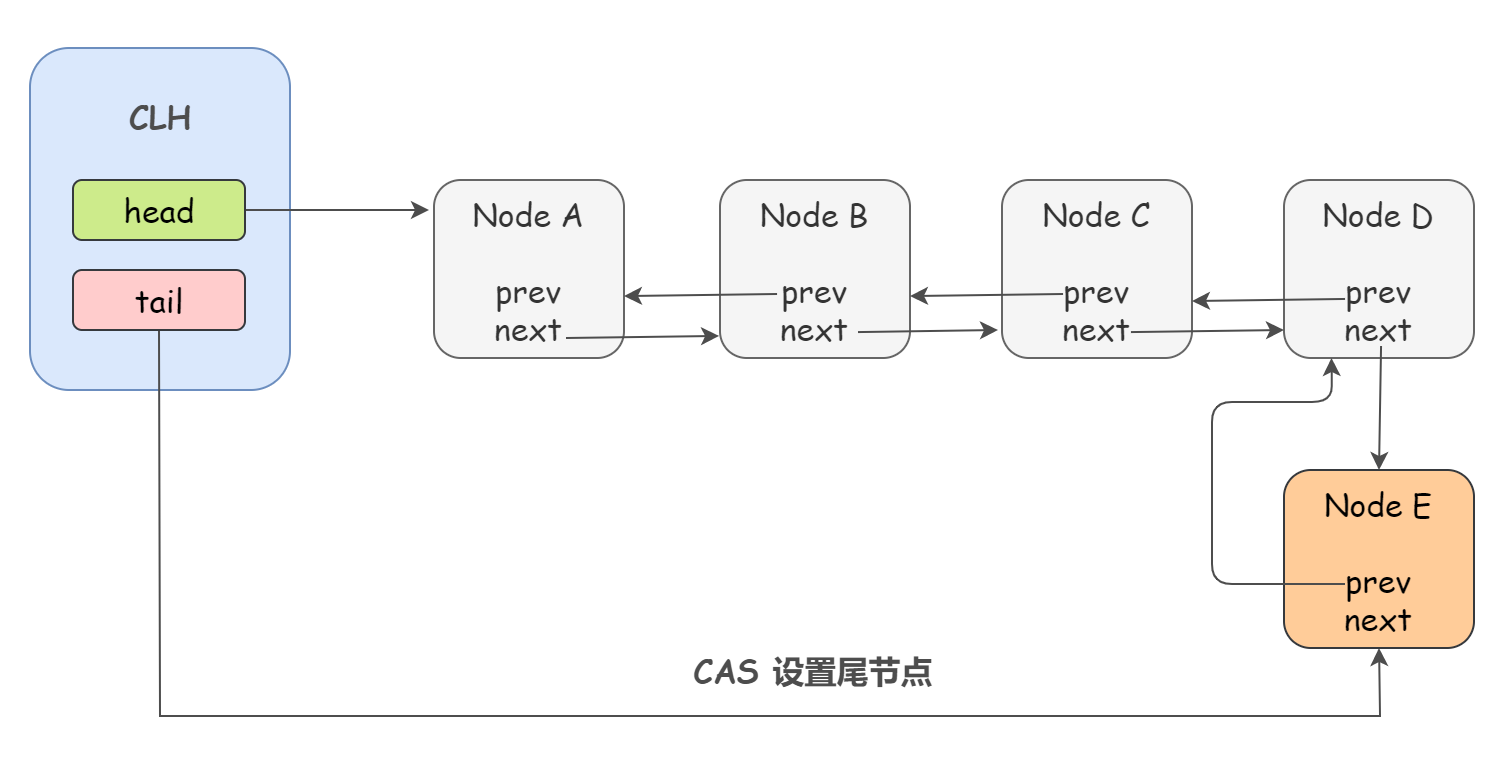 CLH
head
tail
Node A
prev
next
Node B
prev
next
Node C
prev
next
Node D
prev
next
Node E
prev
next
CAS 设置尾节点